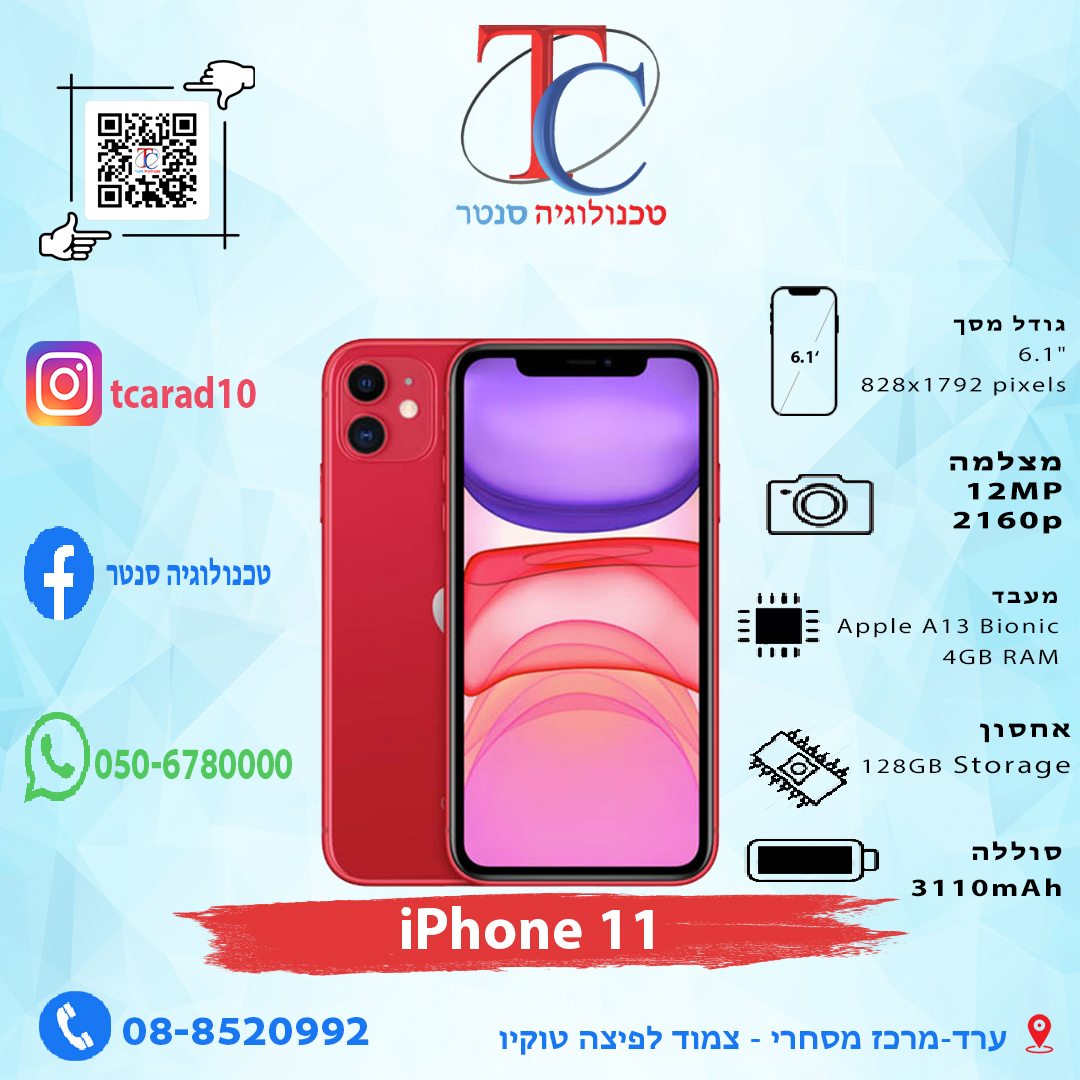 TC
טכנולוגיה סנטר
TC
tcarad10
טכנולוגיה סנטר
050-6780000
6.1‘
גודל מסך
6.1"
828x1792 pixels
מצלמה
12MP
2160p
מעבד
Apple A13 Bionic
4GB RAM
אחסון
128GB Storage
סוללה
3110mAh
iPhone 11
08-8520992
ערד-מרכז מסחרי - צמוד לפיצה טוקיו